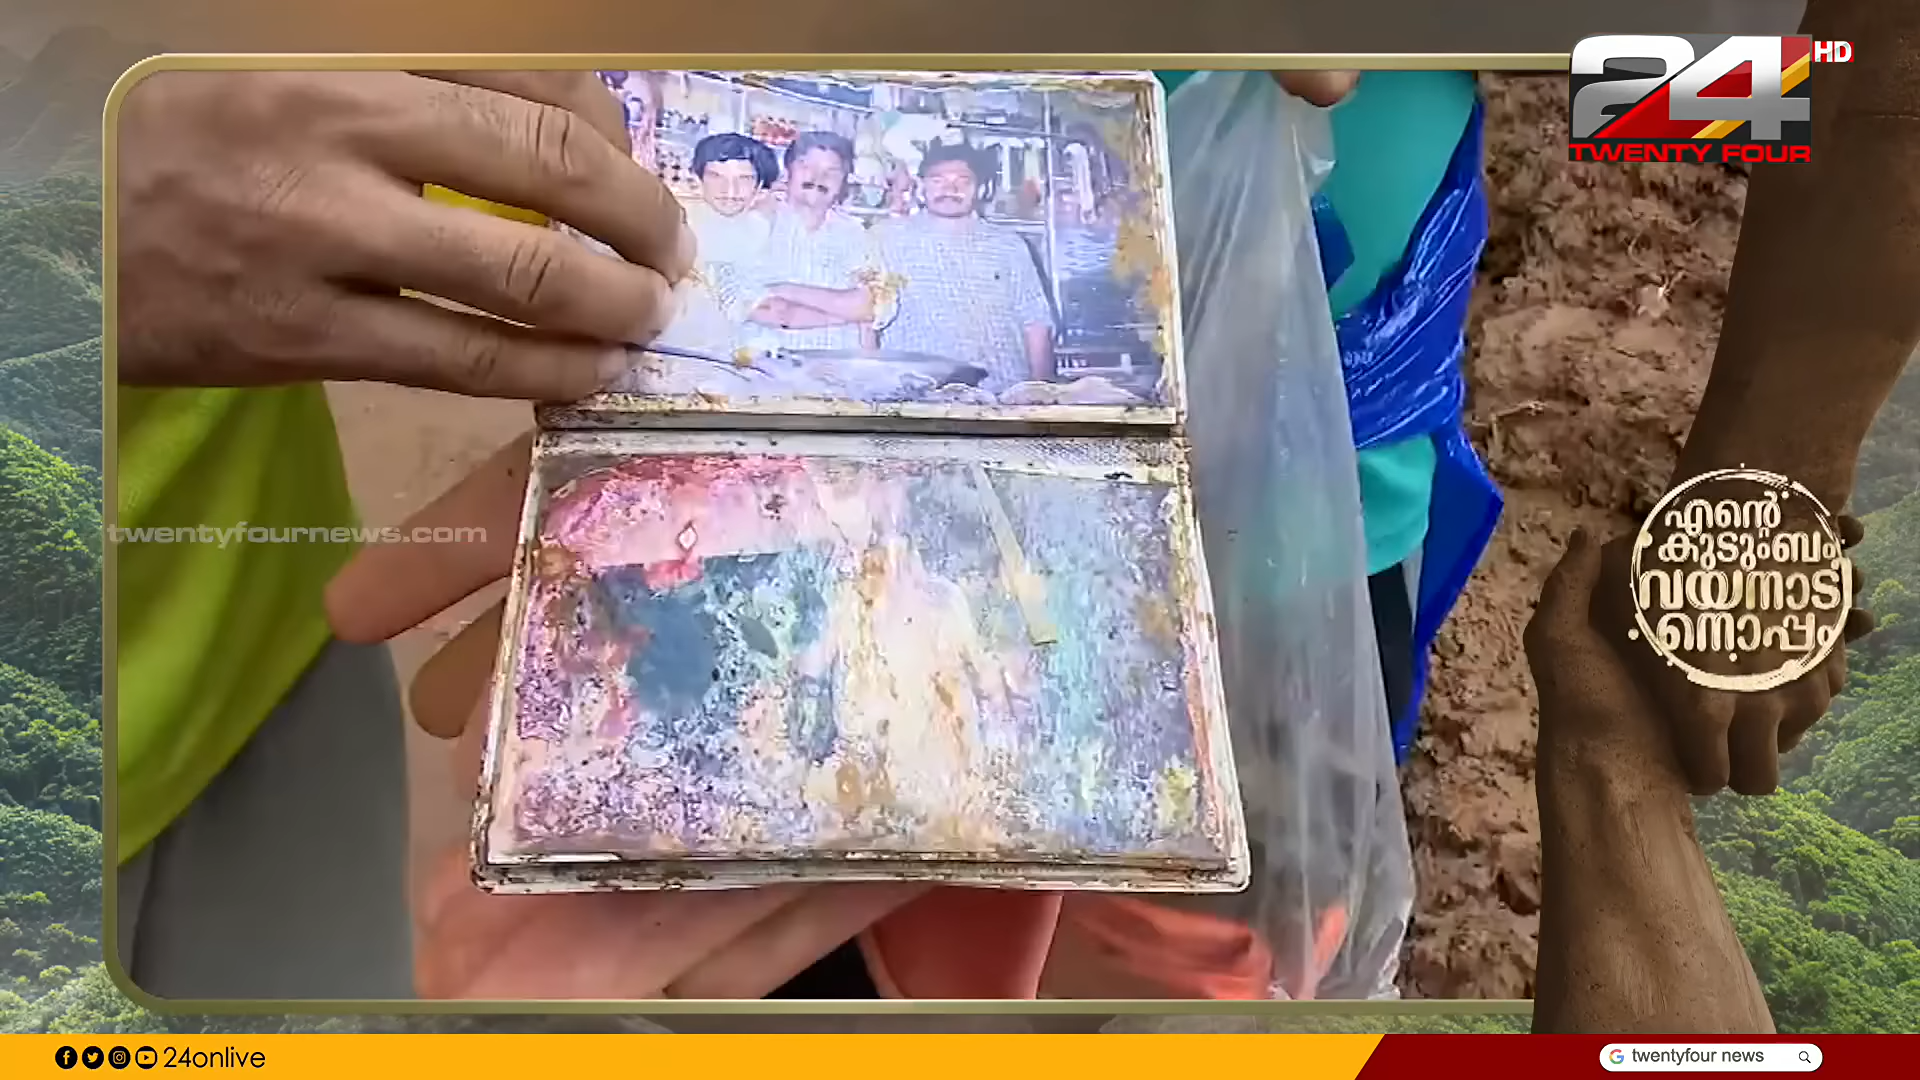 24 HD
TWENTY FOUR
twentyfournews.com
എന്റെ
കുടുംബം
വയനാടി
നൊപ്പം
24onlive
twentyfour news